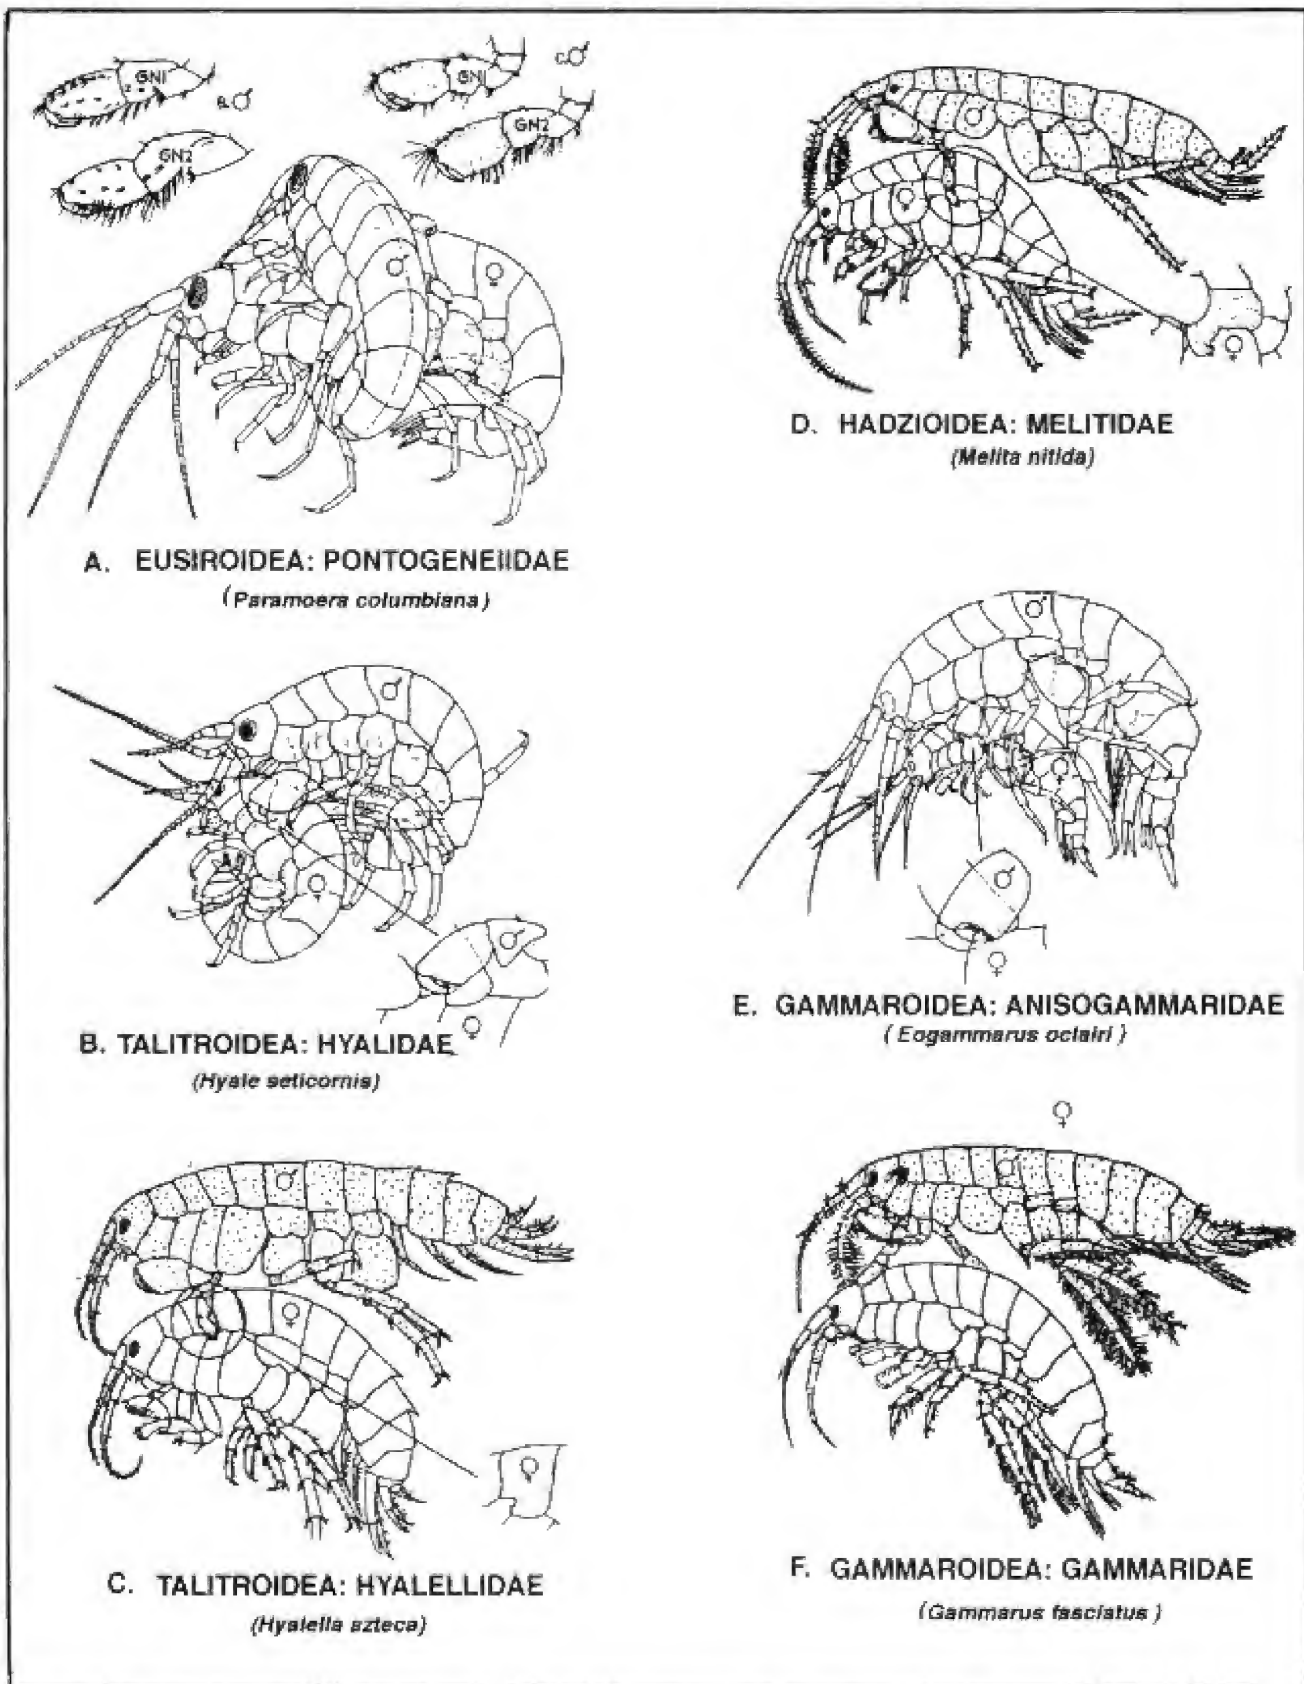 GN1
B.♂
GN2
C.♂
GN1
GN2
♂
♀
A. EUSIROIDEA: PONTOGENEIIDAE
(Paramoera columbiana)
♂
♀
♂
♀
B. TALITROIDEA: HYALIDAE
(Hyale seticornis)
♂
♀
♀
C. TALITROIDEA: HYALELLIDAE
(Hyalella azteca)
♂
♀
♀
D. HADZIOIDEA: MELITIDAE
(Melita nitida)
♂
♀
♂
♀
E. GAMMAROIDEA: ANISOGAMMARIDAE
(Eogammarus oclairi)
♀
♂
F. GAMMAROIDEA: GAMMARIDAE
(Gammarus fasciatus)